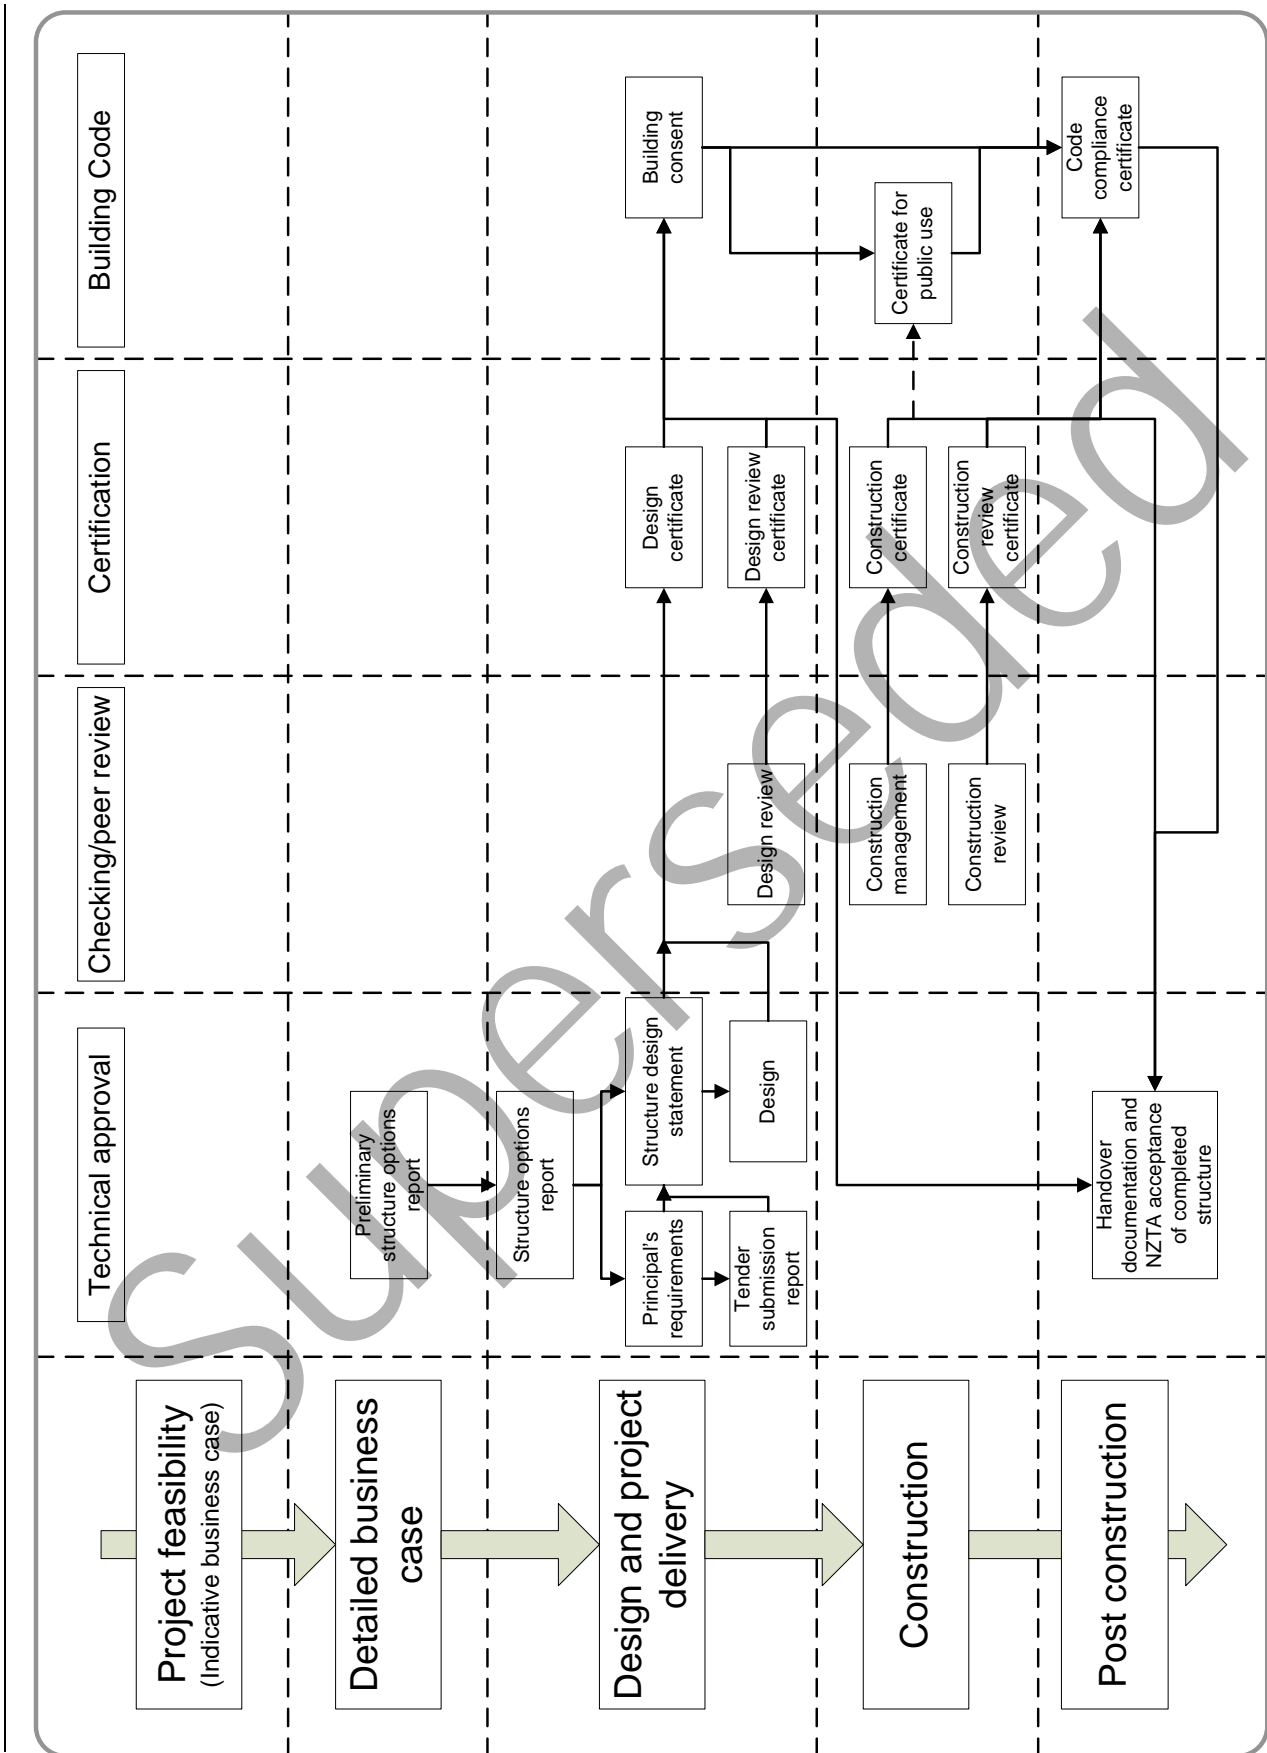 Technical approval
Checking/peer review
Certification
Building Code
Project feasibility
(Indicative business case)
Detailed business
case
Preliminary
structure options
report
Design and project
delivery
Structure options
report
Principal's
requirements
Structure design
statement
Design
certificate
Building
consent
Tender
submission
report
Design
Design review
Design review
certificate
Construction
Construction
management
Construction
certificate
Certificate for
public use
Construction
review
Construction
review
certificate
Post construction
Handover
documentation and
NZTA acceptance
of completed
structure
Code
compliance
certificate
Superseded